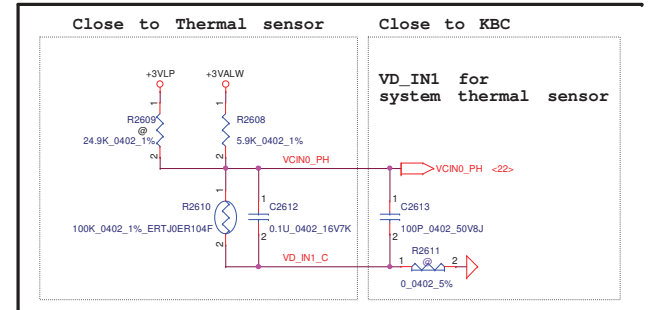 Close to Thermal sensor
Close to KBC
+3VLP
+3VALW
VD_IN1 for
system thermal sensor
1
1
R2609
@
24.9K_0402_1%
R2608
5.9K_0402_1%
2
2
VCIN0_PH
VCIN0_PH <22>
1
R2610
100K_0402_1%_ERTJ0ER104F
2
1
C2612
0.1U_0402_16V7K
2
1
C2613
100P_0402_50V8J
2
VD_IN1_C
R2611
1
@
2
0_0402_5%